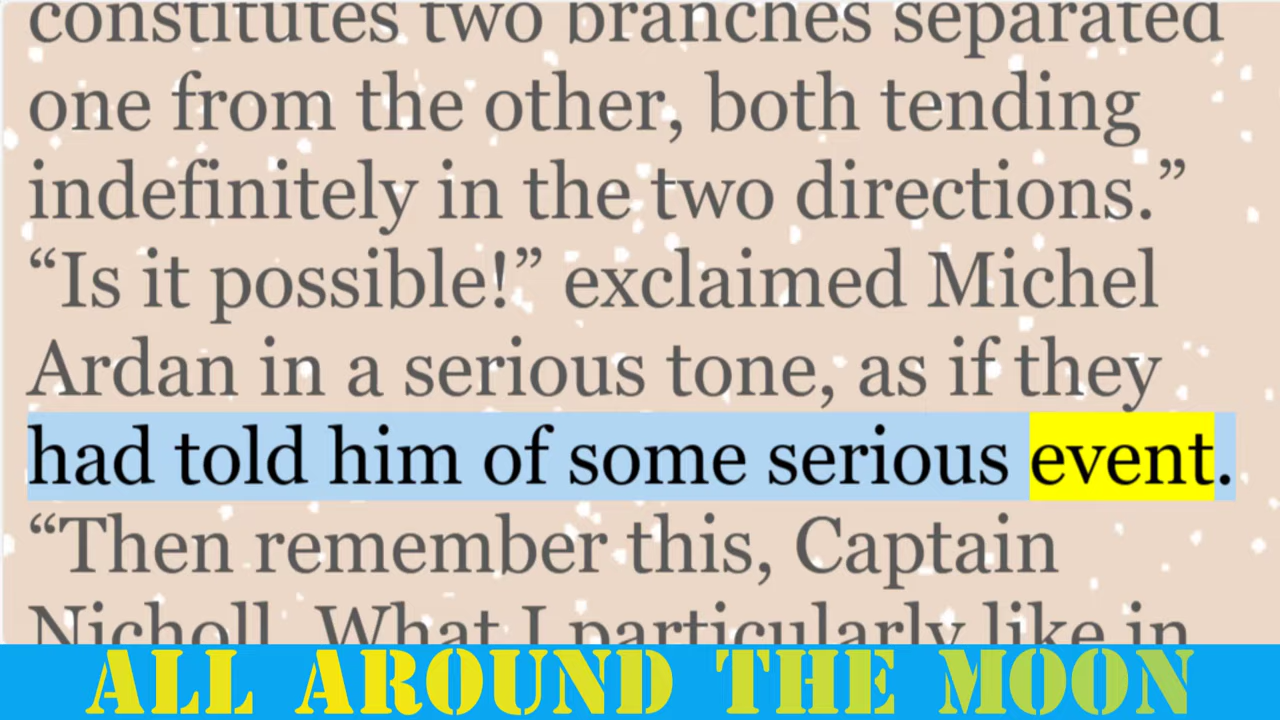 constitutes two branches separated
one from the other, both tending
indefinitely in the two directions.”
“Is it possible!” exclaimed Michel
Ardan in a serious tone, as if they
had told him of some serious event.
“Then remember this, Captain
Nicholl. What I particularly like in
ALL AROUND THE MOON